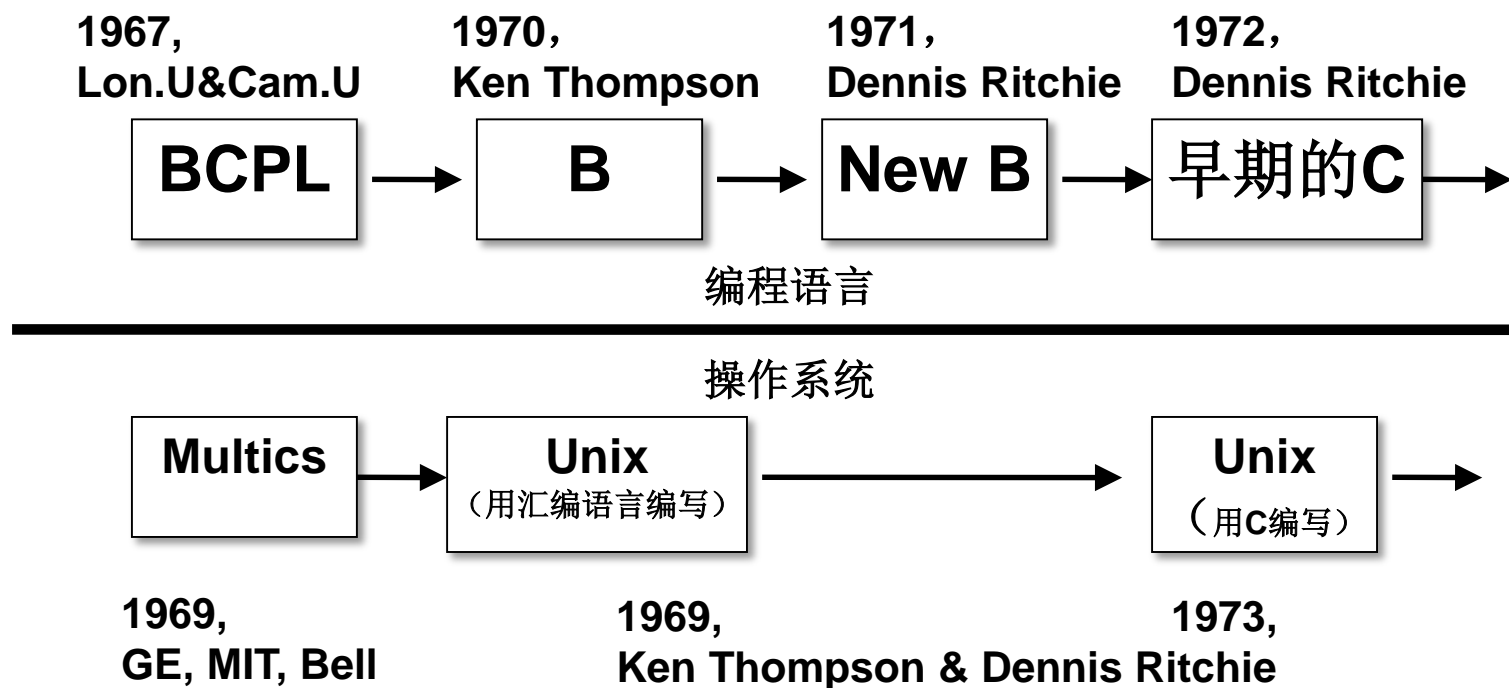 1967,
Lon.U&Cam.U
1970，
Ken Thompson
1971，
Dennis Ritchie
1972，
Dennis Ritchie
BCPL
B
New B
早期的C
编程语言
操作系统
Multics
Unix
（用汇编语言编写）
Unix
（用C编写）
1969,
GE, MIT, Bell
1969,
1973,
Ken Thompson & Dennis Ritchie